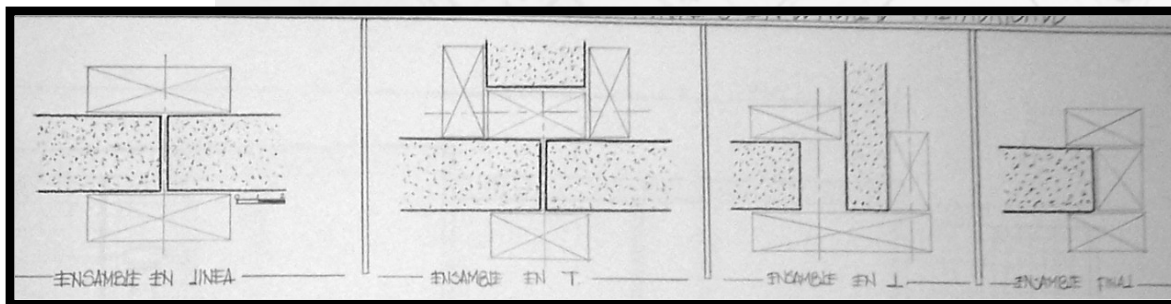 ENSAMBLE EN LINEA
ENSAMBLE EN T.
ENSAMBLE EN L
ENSAMBLE FINAL